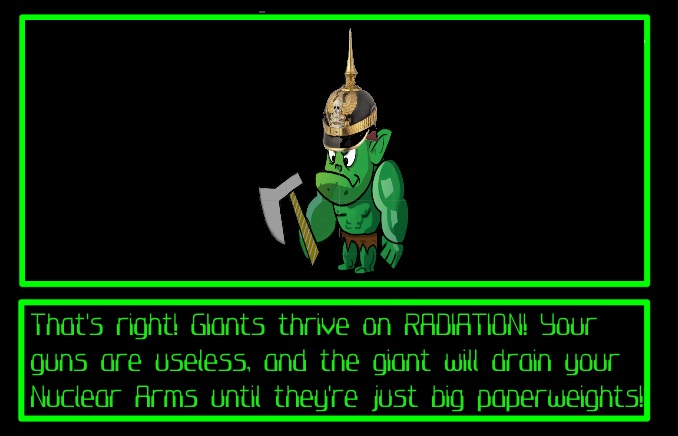 That's right! Giants thrive on RADIATION! Your
guns are useless, and the giant will drain your
Nuclear Arms until they're just big paperweights!